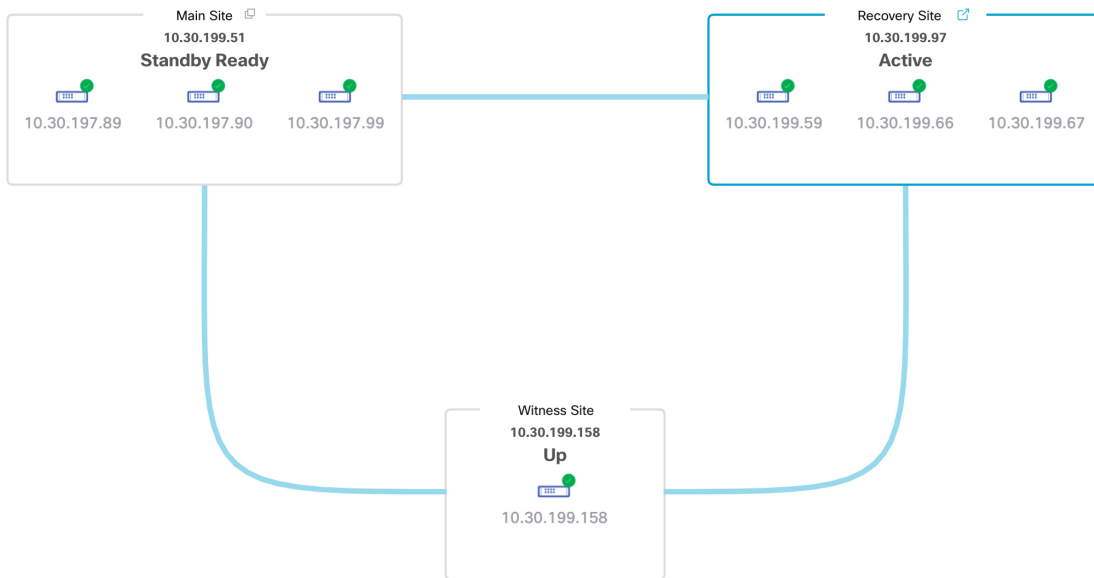 Main Site
10.30.199.51
Standby Ready
10.30.197.89 10.30.197.90 10.30.197.99
Recovery Site
10.30.199.97
Active
10.30.199.59 10.30.199.66 10.30.199.67
Witness Site
10.30.199.158
Up
10.30.199.158